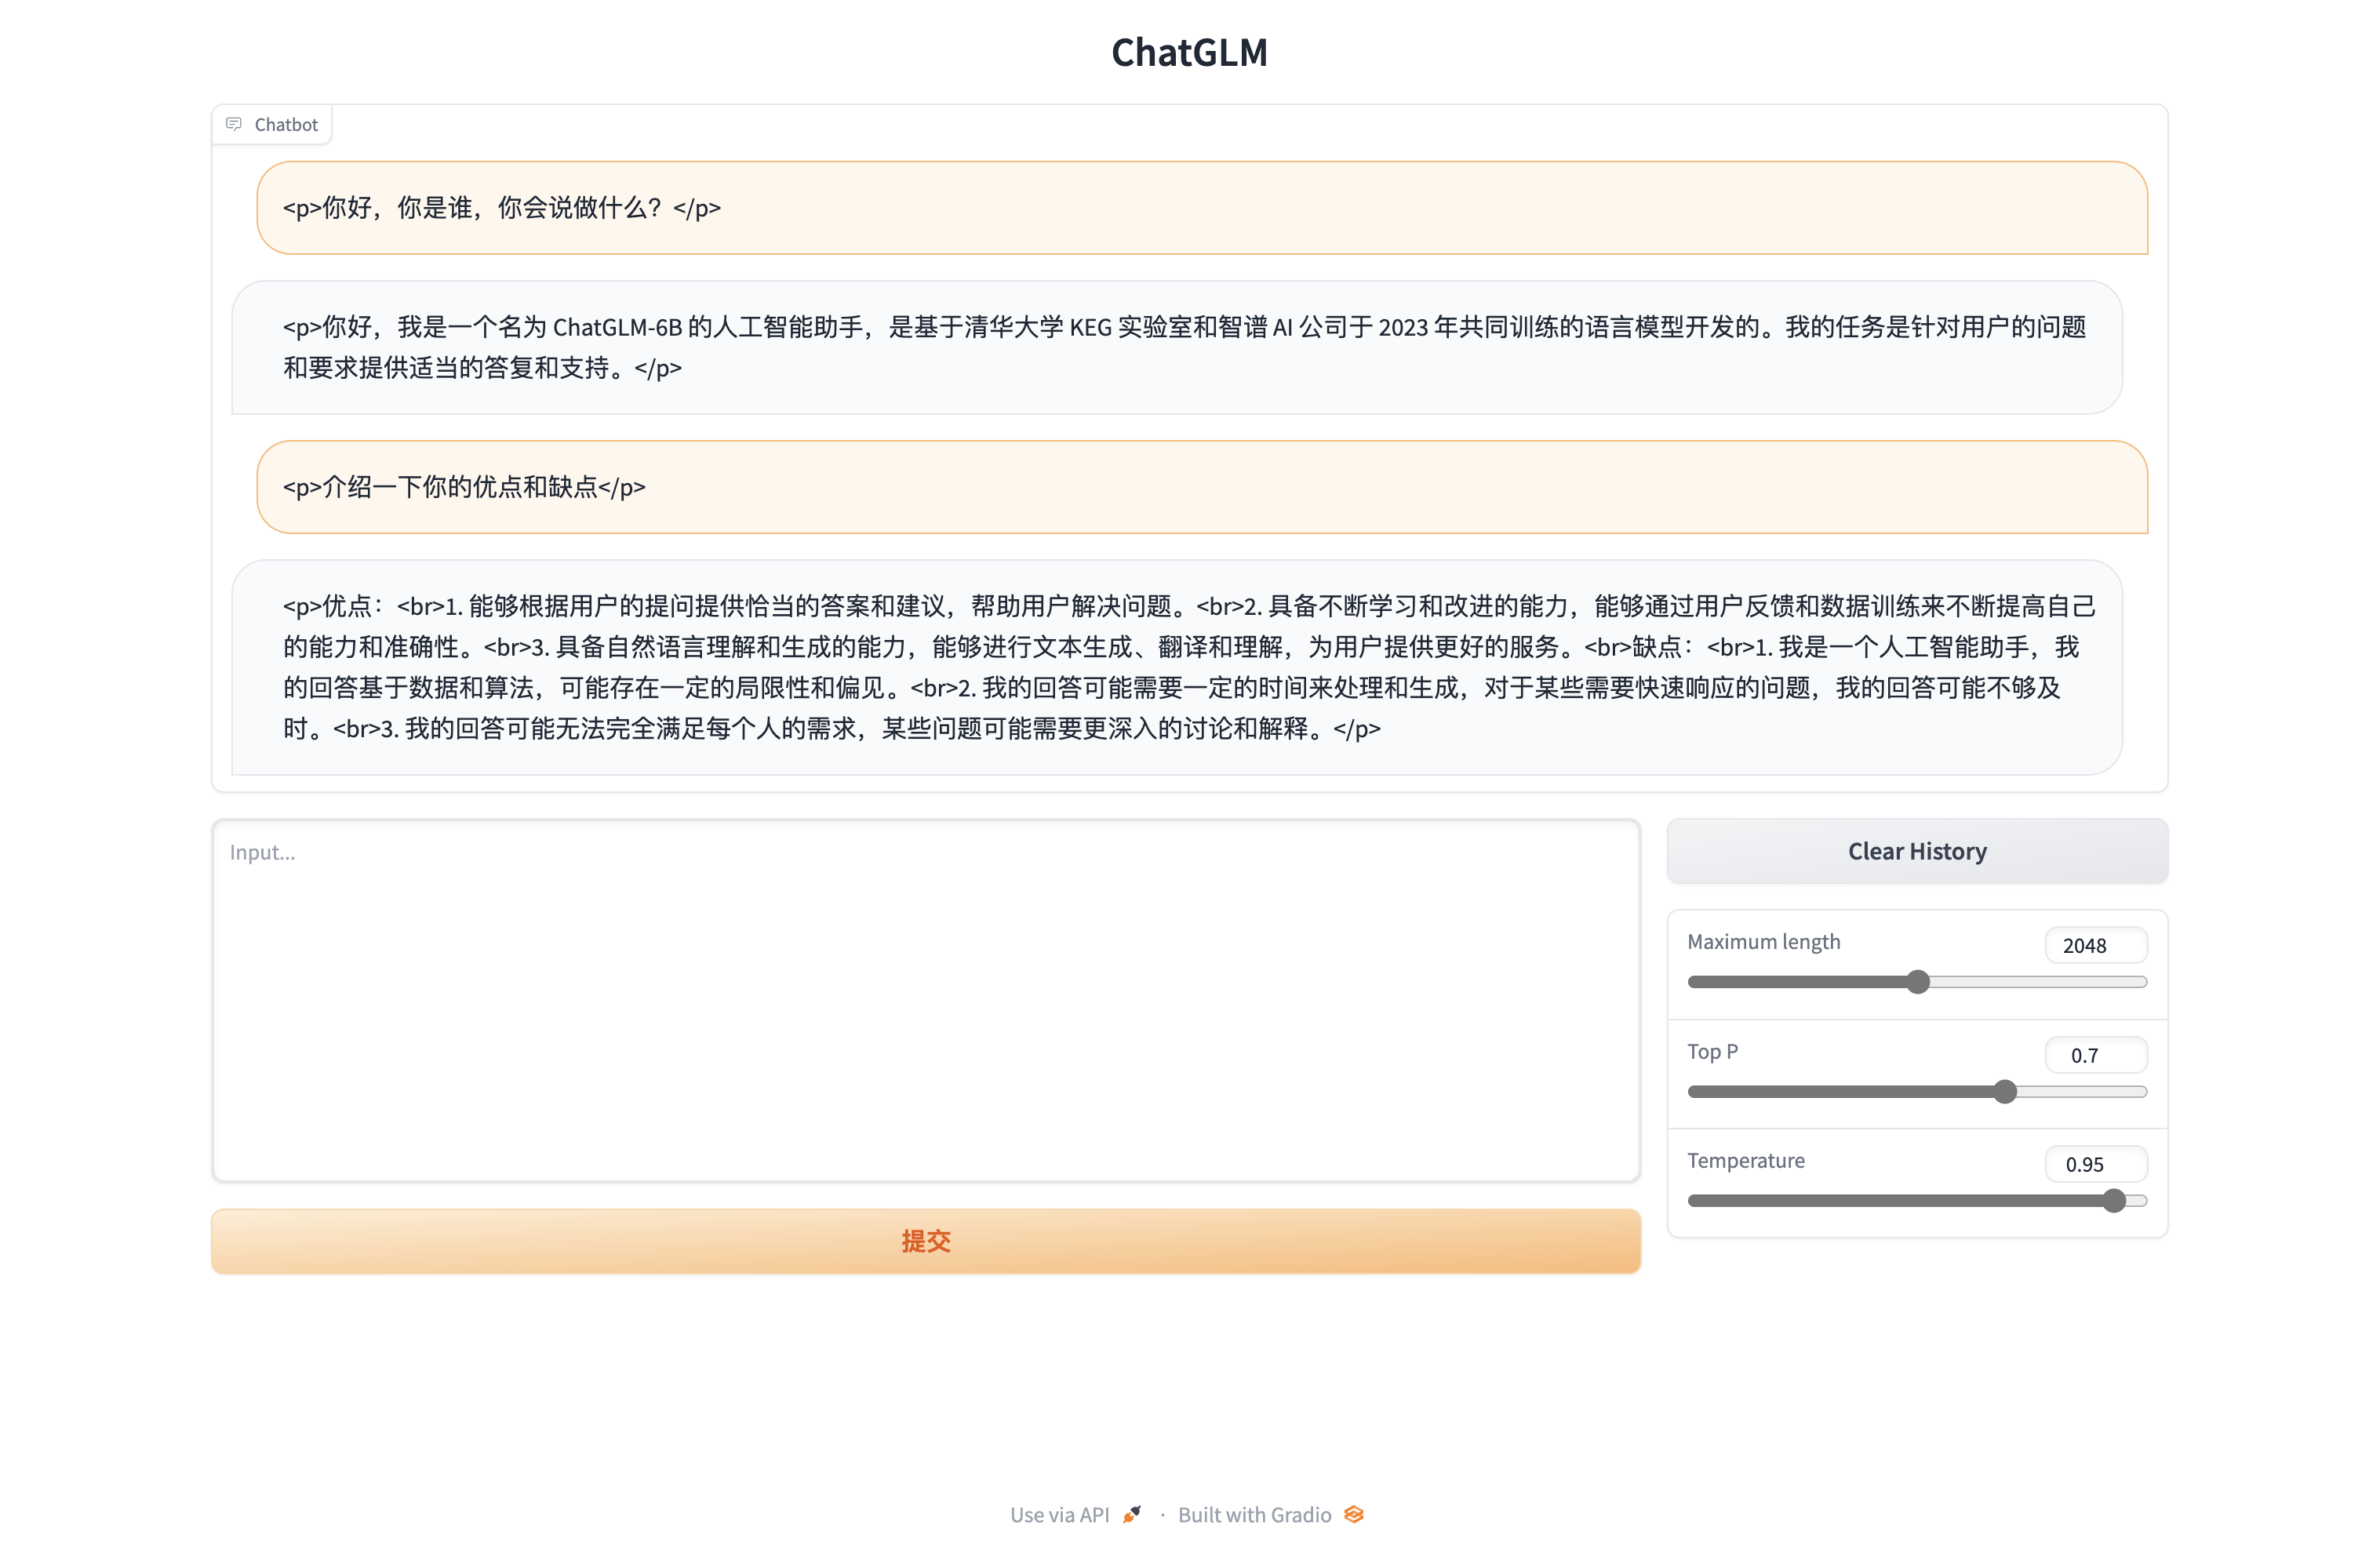 ChatGLM
Chatbot
<p>你好，你是谁，你会说做什么？</p>
<p>你好，我是一个名为 ChatGLM-6B 的人工智能助手，是基于清华大学 KEG 实验室和智谱 AI 公司于 2023 年共同训练的语言模型开发的。我的任务是针对用户的问题
和要求提供适当的答复和支持。</p>
<p>介绍一下你的优点和缺点</p>
<p>优点：<br>1. 能够根据用户的提问提供恰当的答案和建议，帮助用户解决问题。<br>2. 具备不断学习和改进的能力，能够通过用户反馈和数据训练来不断提高自己
的能力和准确性。<br>3. 具备自然语言理解和生成的能力，能够进行文本生成、翻译和理解，为用户提供更好的服务。<br>缺点：<br>1. 我是一个人工智能助手，我
的回答基于数据和算法，可能存在一定的局限性和偏见。<br>2. 我的回答可能需要一定的时间来处理和生成，对于某些需要快速响应的问题，我的回答可能不够及
时。<br>3. 我的回答可能无法完全满足每个人的需求，某些问题可能需要更深入的讨论和解释。</p>
Input...
提交
Clear History
Maximum length 2048
Top P 0.7
Temperature 0.95
Use via API · Built with Gradio